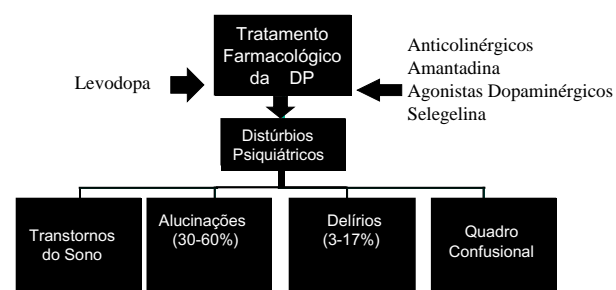 Tratamento
Farmacológico
da DP
Levodopa
Anticolinérgicos
Amantadina
Agonistas Dopaminérgicos
Selegelina
Distúrbios
Psiquiátricos
Transtornos
do Sono
Alucinações
(30-60%)
Delírios
(3-17%)
Quadro
Confusional